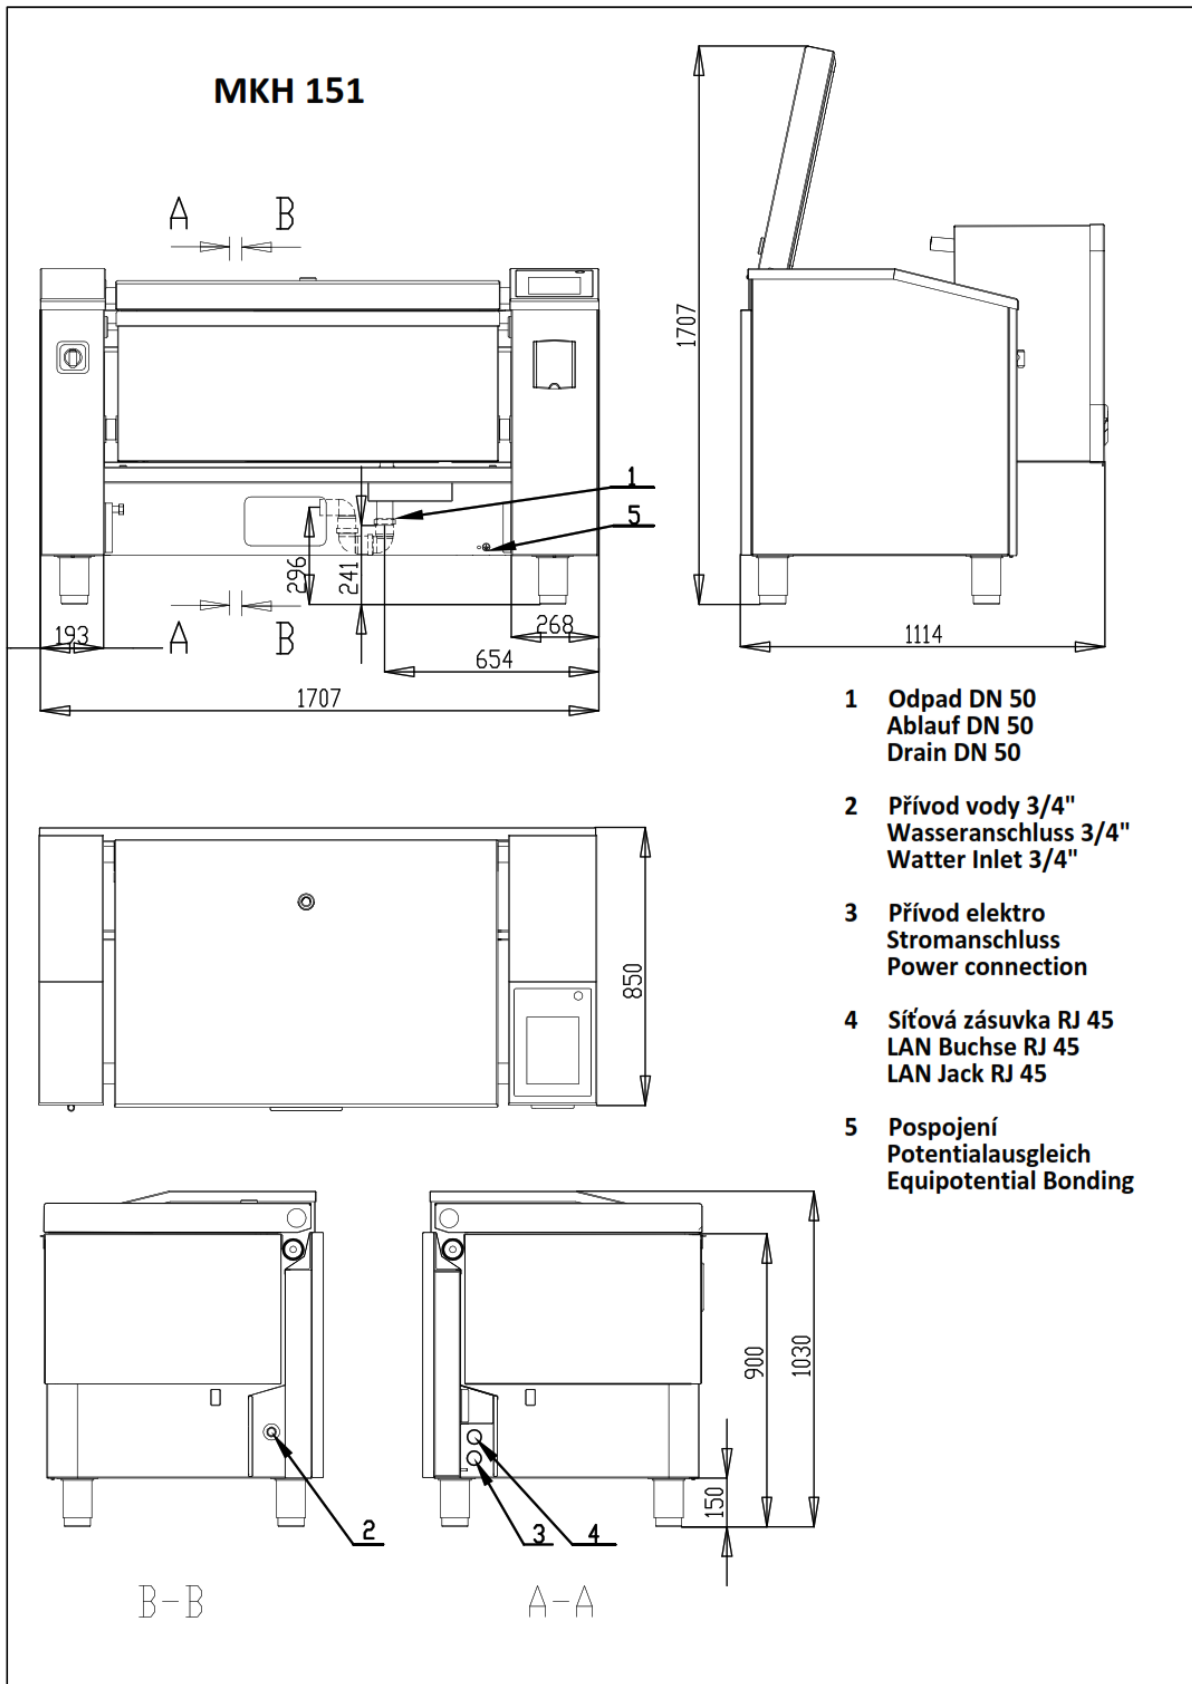 MKH 151
A B
1707
1
5
296
241
193
A B
268
654
1114
1707
1 Odpad DN 50
Ablauf DN 50
Drain DN 50
2 Přívod vody 3/4"
Wasseranschluss 3/4"
Watter Inlet 3/4"
3 Přívod elektro
Stromanschluss
Power connection
4 Síťová zásuvka RJ 45
LAN Buchse RJ 45
LAN Jack RJ 45
5 Pospojení
Potentialausgleich
Equipotential Bonding
850
900
1030
150
2
3
4
B-B
A-A